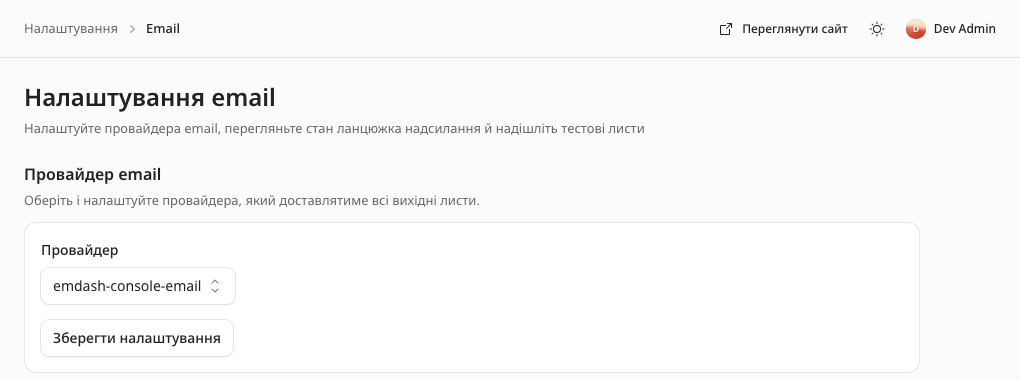 Налаштування > Email
Переглянути сайт
D
Dev Admin
Налаштування email
Налаштуйте провайдера email, перегляньте стан ланцюжка надсилання й надішліть тестові листи
Провайдер email
Оберіть і налаштуйте провайдера, який доставлятиме всі вихідні листи.
Провайдер
emdash-console-email
Зберегти налаштування